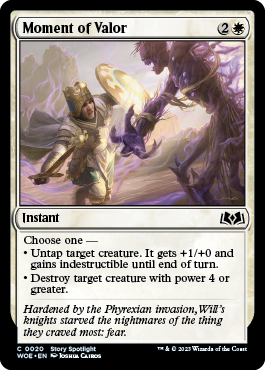 Moment of Valor 2
Instant
Choose one —
• Untap target creature. It gets +1/+0 and
gains indestructible until end of turn.
• Destroy target creature with power 4 or
greater.
Hardened by the Phyrexian invasion, Will's
knights starved the nightmares of the thing
they craved most: fear.
C 0020 Story Spotlight ™ & © 2023 Wizards of the Coast
WOE • EN Joshua Cairos